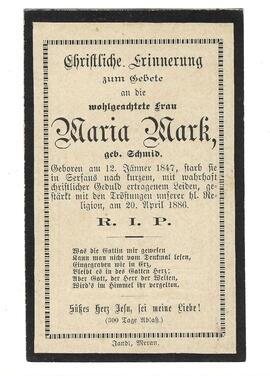 Christliche Erinnerung
zum Gebete
an die
wohlgeachtete Frau
Maria Mark,
geb. Schmid.
Geboren am 12. Jänner 1847, starb sie
in Serfaus nach kurzem, mit wahrhaft
christlicher Geduld ertragenem Leiden, ge-
stärkt mit den Tröstungen unserer hl. Re-
ligion, am 20. April 1886.
R. I. P.
Was die Gattin mir gewesen
Kann man nicht vom Denkmal lesen,
Eingegraben wie in Erz,
Bleibt es in des Gatten Herz;
Aber Gott, der Herr der Welten,
Wird's im Himmel ihr vergelten.
Süßes Herz Jesu, sei meine Liebe!
(300 Tage Ablaß.)
Jandl, Meran.